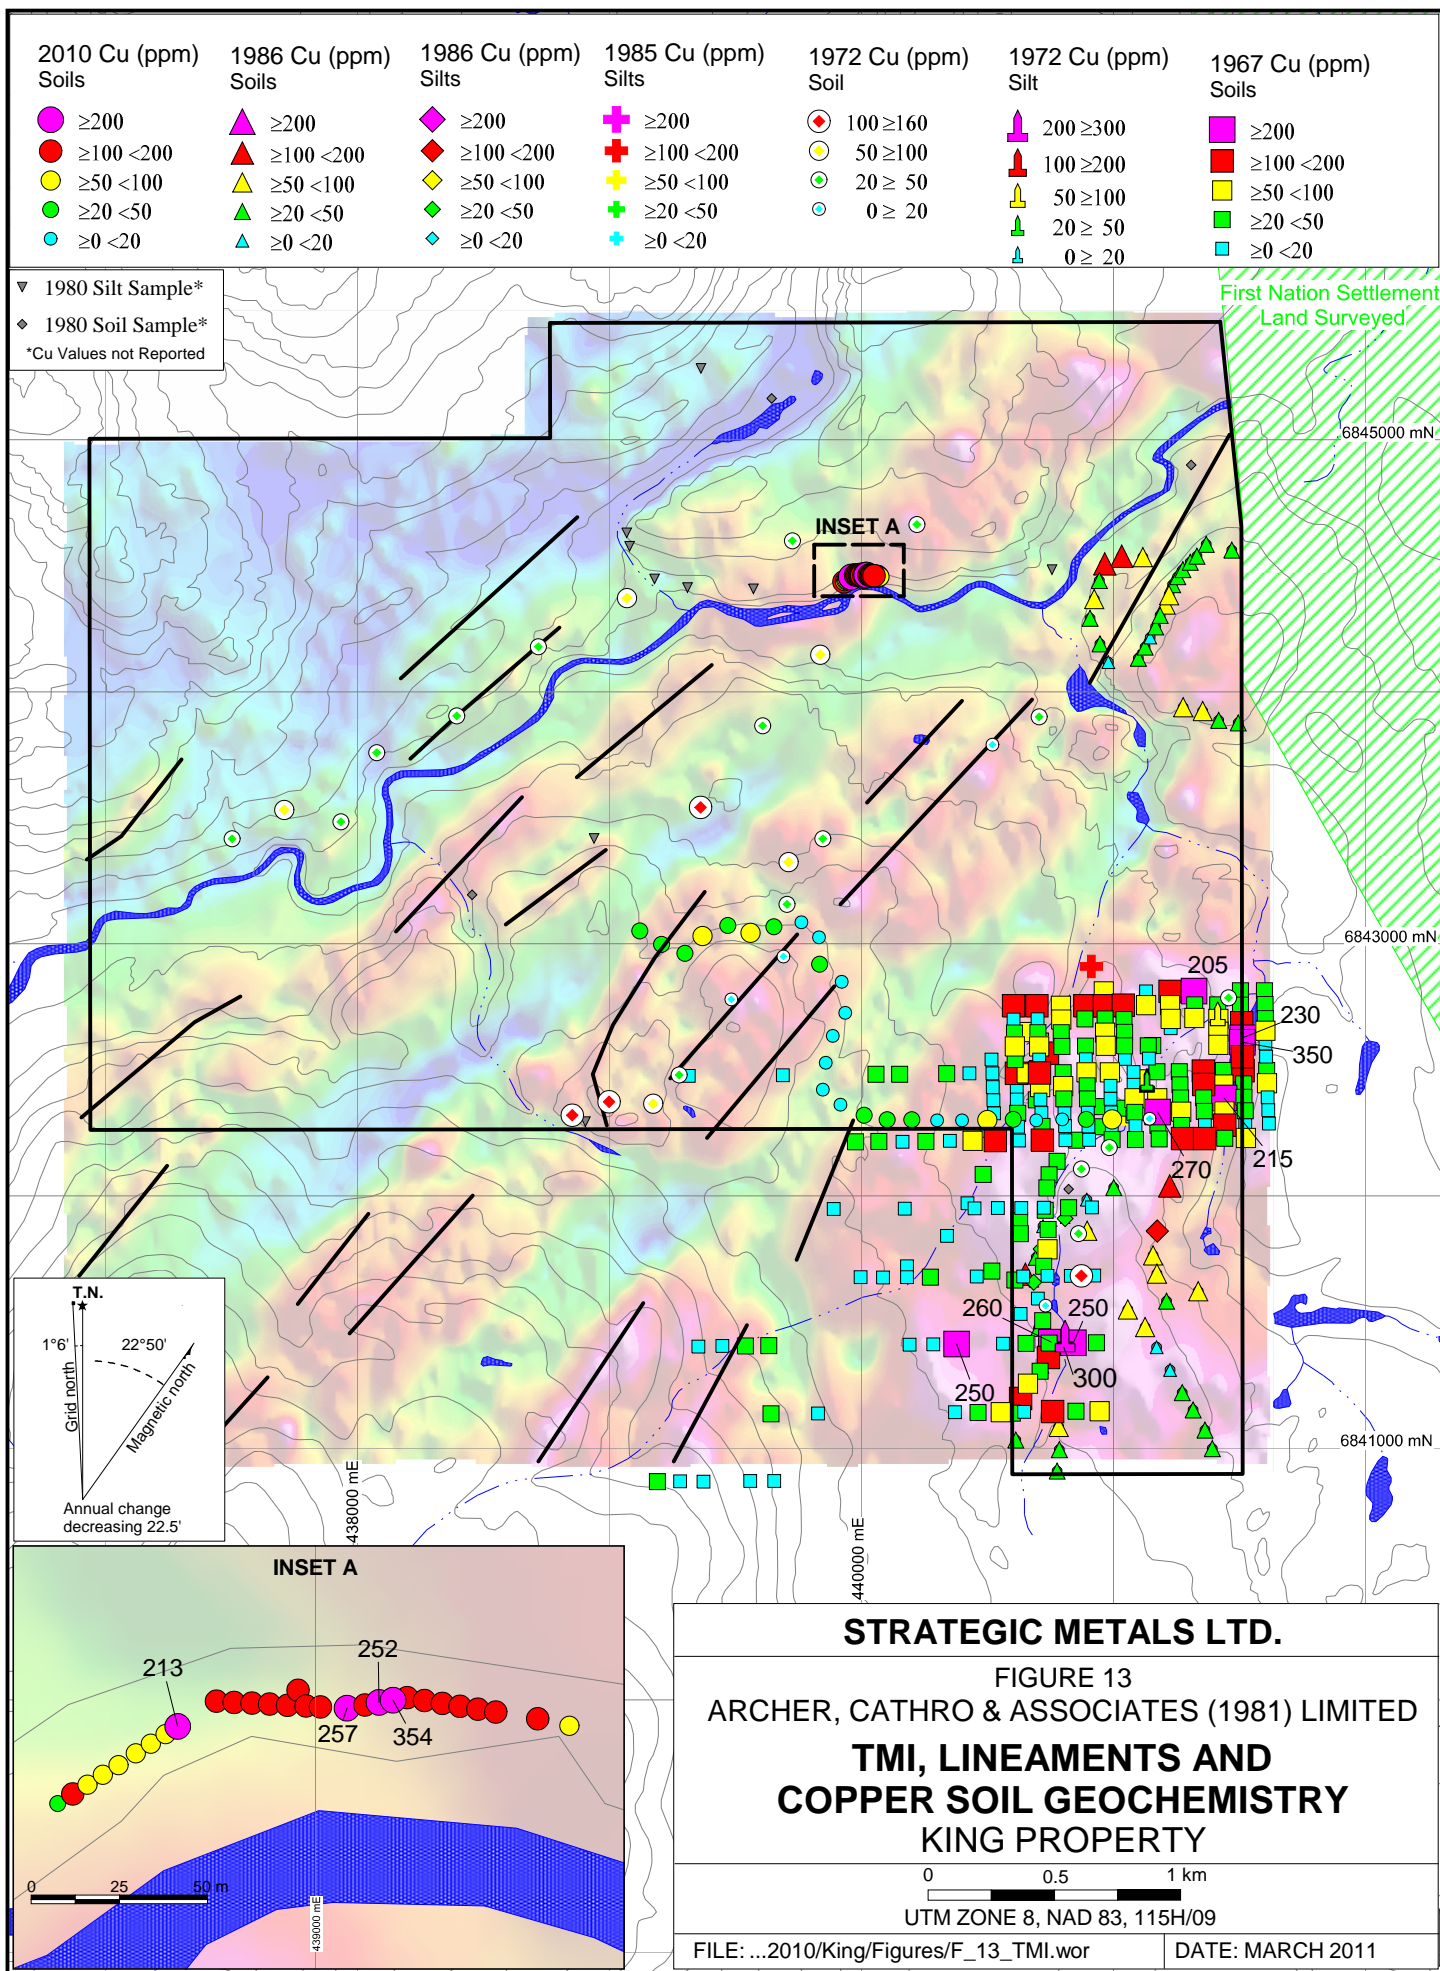 2010 Cu (ppm)
Soils
≥200
≥100 <200
≥50 <100
≥20 <50
≥0 <20
1986 Cu (ppm)
Soils
≥200
≥100 <200
≥50 <100
≥20 <50
≥0 <20
1986 Cu (ppm)
Silts
≥200
≥100 <200
≥50 <100
≥20 <50
≥0 <20
1985 Cu (ppm)
Silts
≥200
≥100 <200
≥50 <100
≥20 <50
≥0 <20
1972 Cu (ppm)
Soil
100 ≥160
50 ≥100
20 ≥ 50
0 ≥ 20
1972 Cu (ppm)
Silt
200 ≥300
100 ≥200
50 ≥100
20 ≥ 50
0 ≥ 20
1967 Cu (ppm)
Soils
≥200
≥100 <200
≥50 <100
≥20 <50
≥0 <20
1980 Silt Sample*
1980 Soil Sample*
*Cu Values not Reported
First Nation Settlement
Land Surveyed
6845000 mN
INSET A
6843000 mN
205
230
350
270
215
260
250
250
300
6841000 mN
T.N.
1°6'
22°50'
Grid north
Magnetic north
Annual change
decreasing 22.5'
438000 mE
440000 mE
INSET A
213
252
257
354
0 25 50 m
439000 mE
STRATEGIC METALS LTD.
FIGURE 13
ARCHER, CATHRO & ASSOCIATES (1981) LIMITED
TMI, LINEAMENTS AND
COPPER SOIL GEOCHEMISTRY
KING PROPERTY
0 0.5 1 km
UTM ZONE 8, NAD 83, 115H/09
FILE: ...2010/King/Figures/F_13_TMI.wor
DATE: MARCH 2011